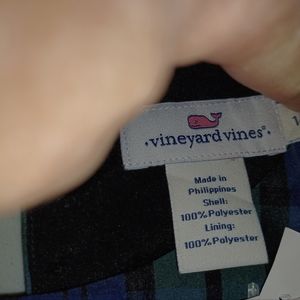 ·vineyard vines®
Made in
Philippines
Shell:
100% Polyester
Lining:
100% Polyester